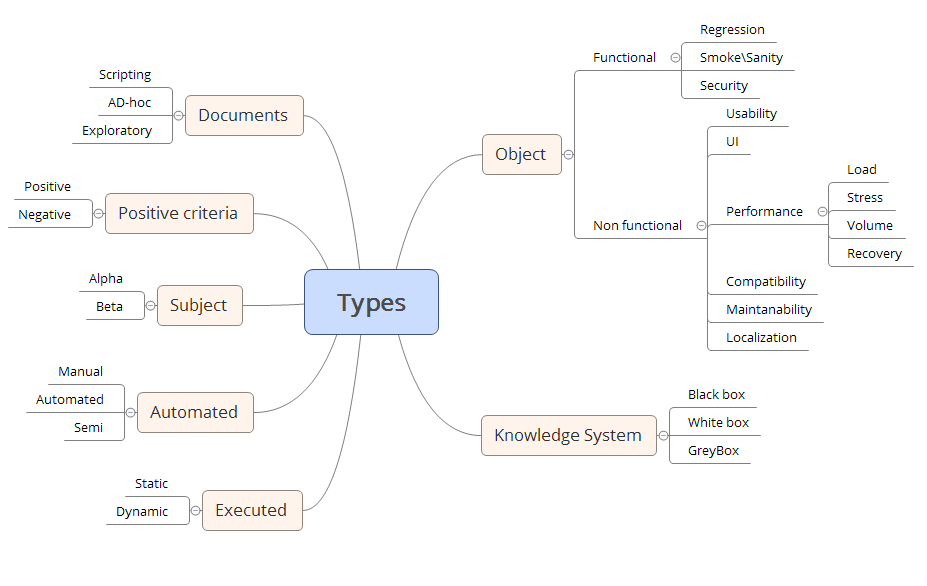 Types
Documents
Scripting
AD-hoc
Exploratory
Positive criteria
Positive
Negative
Subject
Alpha
Beta
Automated
Manual
Automated
Semi
Executed
Static
Dynamic
Object
Functional
Regression
Smoke\Sanity
Security
Non functional
Usability
UI
Performance
Load
Stress
Volume
Recovery
Compatibility
Maintanability
Localization
Knowledge System
Black box
White box
GreyBox